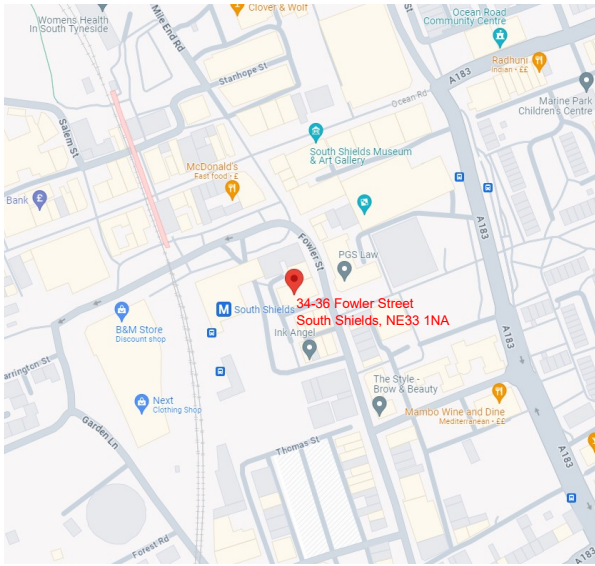 Clover & Wolf
Womens Health
In South Tyneside
Mile End Rd
Ocean Road
Community Centre
A183
Radhuni
Indian • ££
Stanhope St
Ocean Rd
Marine Park
Children's Centre
Salem St
South Shields Museum
& Art Gallery
McDonald's
Fast food • £
Bank
A183
Fowler St
PGS Law
34-36 Fowler Street
South Shields, NE33 1NA
M
South Shields
B&M Store
Discount shop
Ink Angel
arrington St
The Style -
Brow & Beauty
Next
Clothing Shop
Mambo Wine and Dine
Mediterranean • ££
Garden Ln
Thomas St
A183
Forest Rd
A183